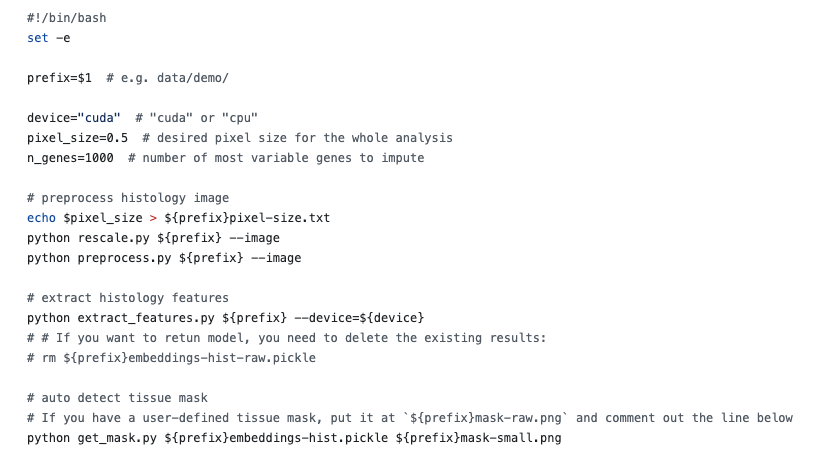 #!/bin/bash
set -e
prefix=$1  # e.g. data/demo/
device="cuda"  # "cuda" or "cpu"
pixel_size=0.5  # desired pixel size for the whole analysis
n_genes=1000  # number of most variable genes to impute
# preprocess histology image
echo $pixel_size > ${prefix}pixel-size.txt
python rescale.py ${prefix} --image
python preprocess.py ${prefix} --image
# extract histology features
python extract_features.py ${prefix} --device=${device}
# # If you want to retun model, you need to delete the existing results:
# rm ${prefix}embeddings-hist-raw.pickle
# auto detect tissue mask
# If you have a user-defined tissue mask, put it at `${prefix}mask-raw.png` and comment out the line below
python get_mask.py ${prefix}embeddings-hist.pickle ${prefix}mask-small.png